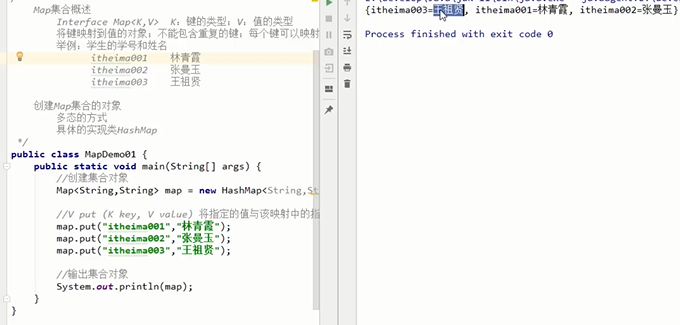 Map集合概述
Interface Map<K,V> K：键的类型；V：值的类型
将键映射到值的对象；不能包含重复的键；每个键可以映射
举例：学生的学号和姓名
itheima001 林青霞
itheima002 张曼玉
itheima003 王祖贤
创建Map集合的对象
多态的方式
具体的实现类HashMap
*/
public class MapDemo01 {
public static void main(String[] args) {
//创建集合对象
Map<String,String> map = new HashMap<String,St
//V put (K key, V value) 将指定的值与该映射中的指
map.put("itheima001","林青霞");
map.put("itheima002","张曼玉");
map.put("itheima003","王祖贤");
//输出集合对象
System.out.println(map);
}
}
{itheima003=王祖贤, itheima001=林青霞, itheima002=张曼玉}
Process finished with exit code 0